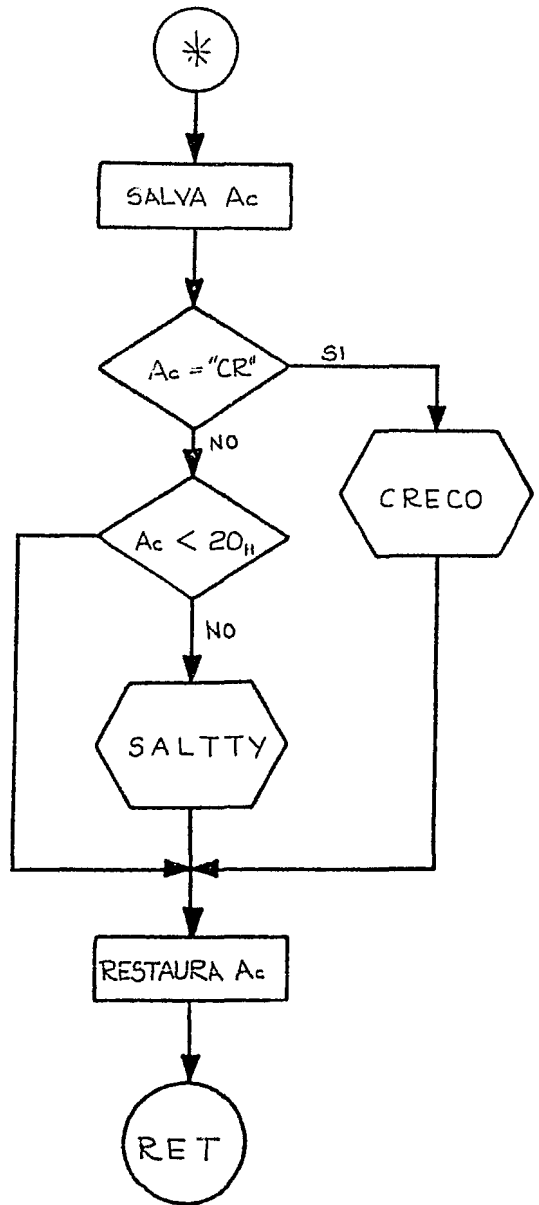 *
SALVA Ac
Ac = "CR"
SI
NO
CRECO
Ac < 20H
NO
SALTTY
RESTAURA Ac
RET